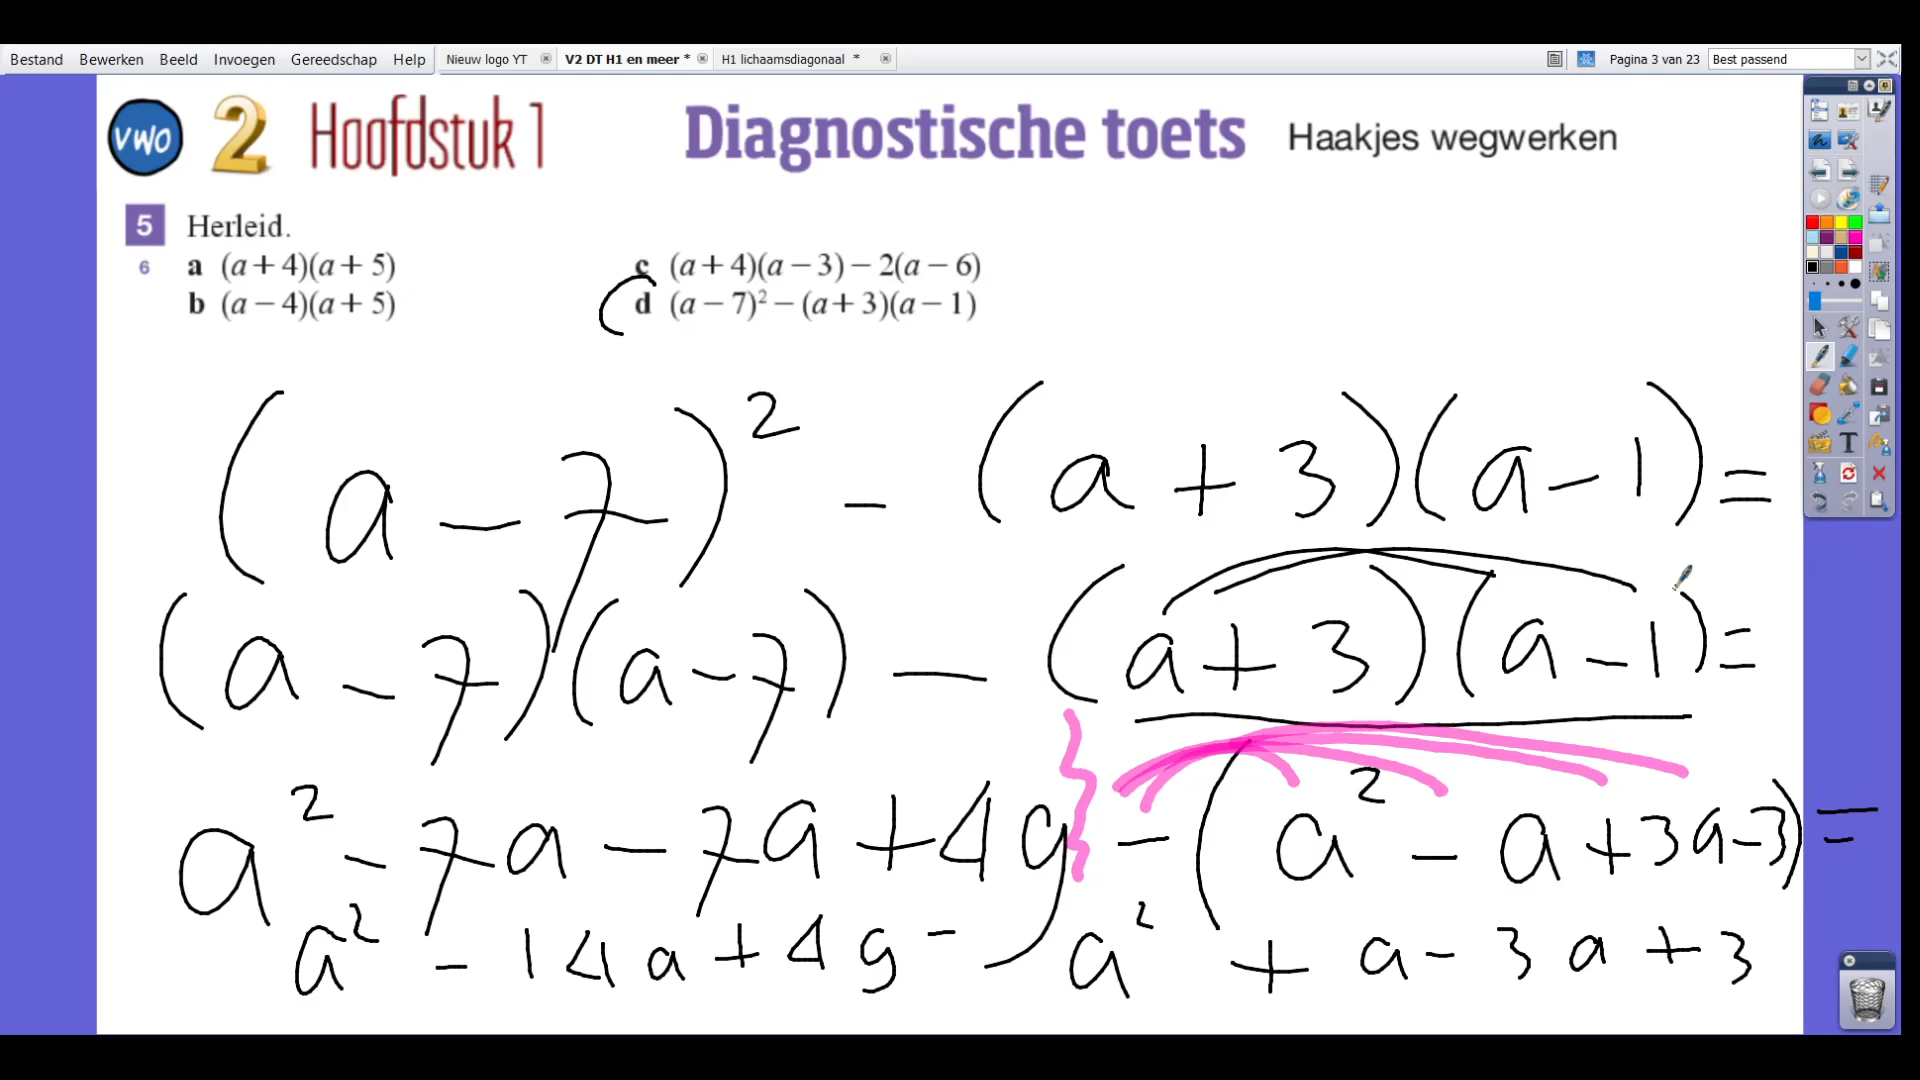 Bestand Bewerken Beeld Invoegen Gereedschap Help Nieuw logo YT V2 DT H1 en meer * H1 lichaamsdiagonaal * Pagina 3 van 23 Best passend
VWO 2 Hoofdstuk 1 Diagnostische toets Haakjes wegwerken
5 Herleid.
6 a (a + 4)(a + 5) c (a + 4)(a − 3) − 2(a − 6)
b (a − 4)(a + 5) d (a − 7)² − (a + 3)(a − 1)
(a − 7)² − (a + 3)(a − 1) =
(a − 7)(a − 7) − (a + 3)(a − 1) =
a² − 7a − 7a + 49 − (a² − a + 3a − 3) =
a² − 14a + 49 − a² + a − 3a + 3